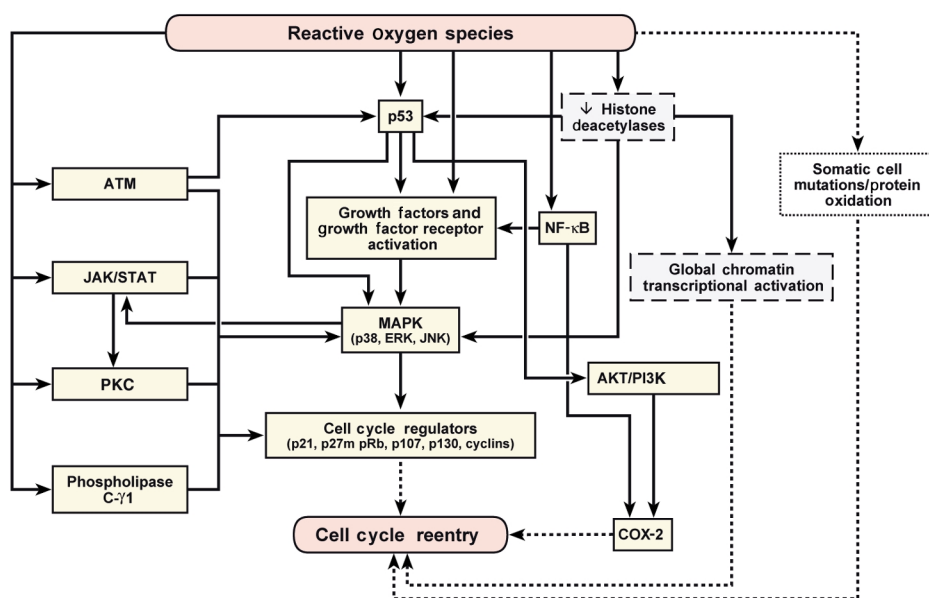 Reactive Oxygen species
p53
↓ Histone
deacetylases
Somatic cell
mutations/protein
oxidation
ATM
Growth factors and
growth factor receptor
activation
NF-κB
JAK/STAT
Global chromatin
transcriptional activation
MAPK
(p38, ERK, JNK)
PKC
AKT/PI3K
Cell cycle regulators
(p21, p27m pRb, p107, p130, cyclins)
Phospholipase
C-γ1
Cell cycle reentry
COX-2